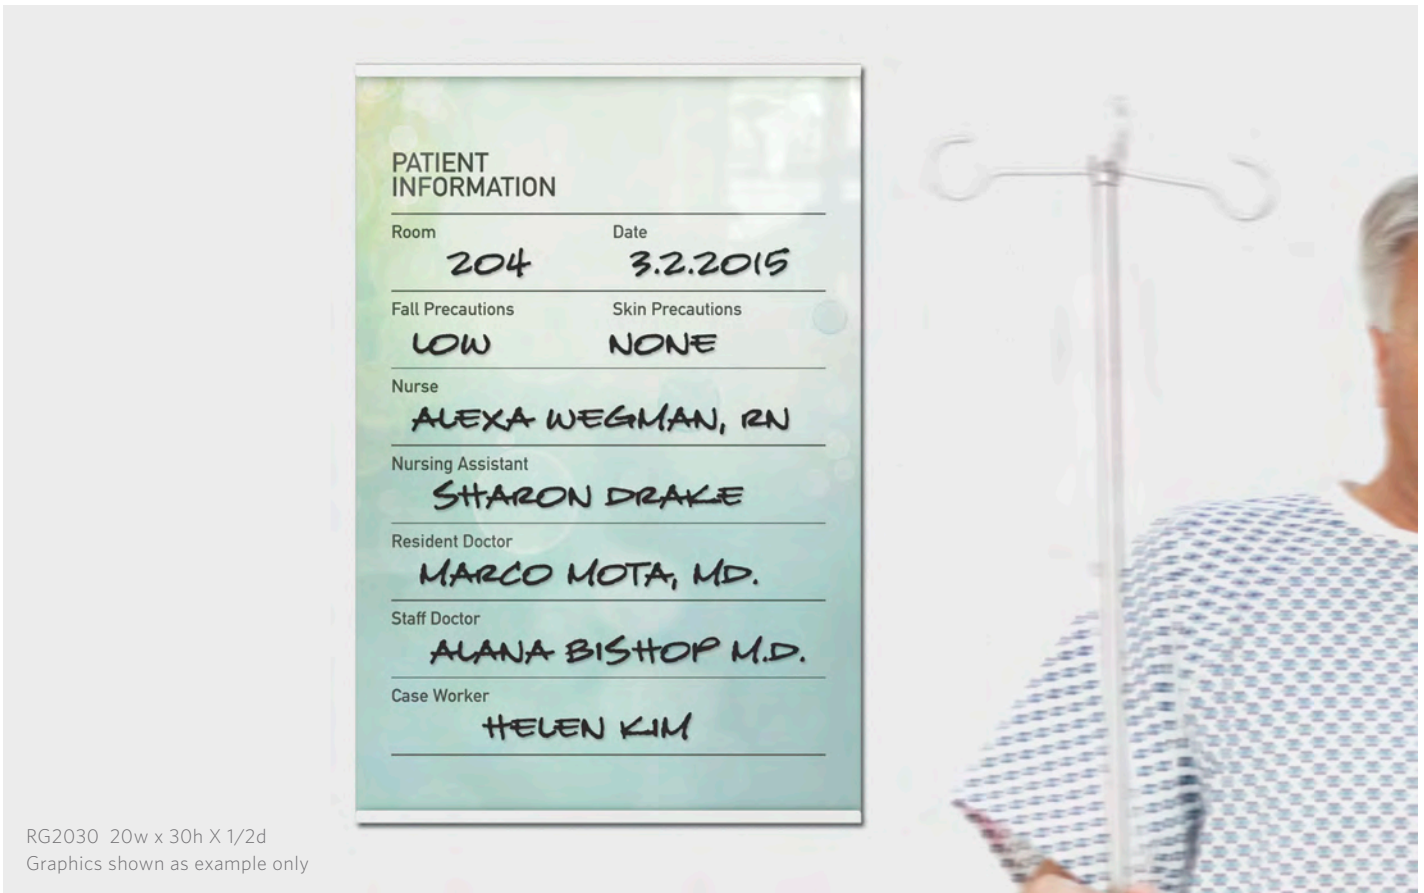 PATIENT
INFORMATION
Room Date
204 3.2.2015
Fall Precautions Skin Precautions
LOW NONE
Nurse
ALEXA WEGMAN, RN
Nursing Assistant
SHARON DRAKE
Resident Doctor
MARCO MOTA, MD.
Staff Doctor
ALANA BISHOP M.D.
Case Worker
HELEN KIM
RG2030 20w x 30h X 1/2d
Graphics shown as example only